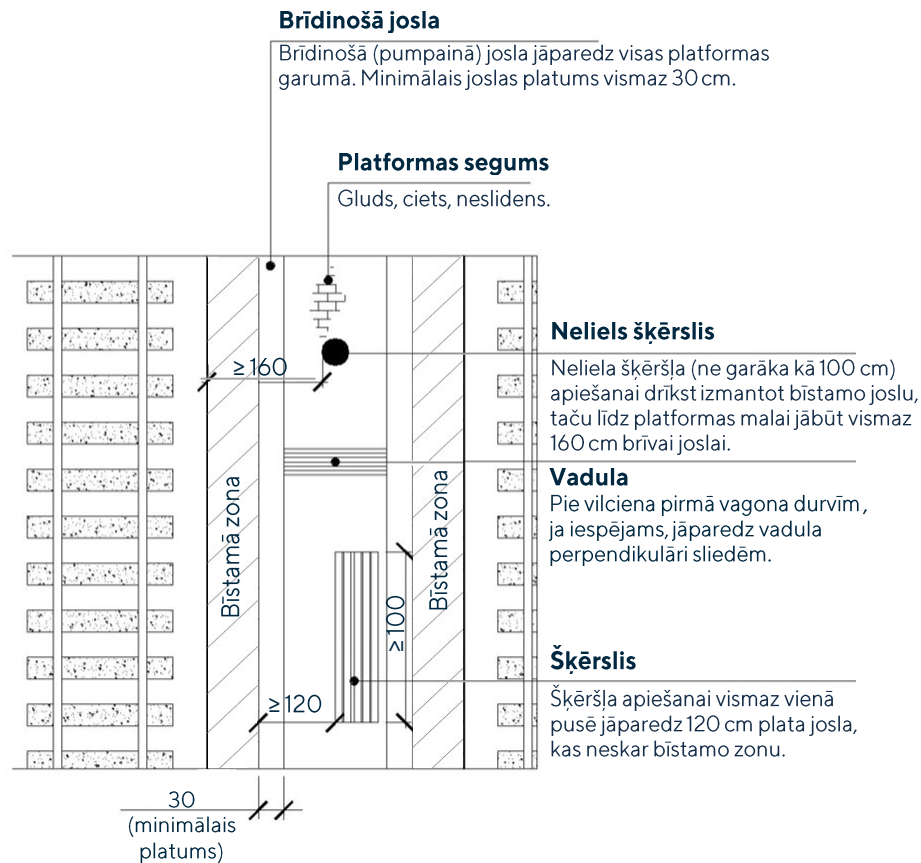 Brīdinošā josla
Brīdinošā (pumpainā) josla jāparedz visas platformas
garumā. Minimālais joslas platums vismaz 30 cm.
Platformas segums
Gluds, ciets, neslidens.
Neliels šķērslis
Neliela šķēršļa (ne garāka kā 100 cm)
apiešanai drīkst izmantot bīstamo joslu,
taču līdz platformas malai jābūt vismaz
160 cm brīvai joslai.
≥160
Vadula
Pie vilciena pirmā vagona durvīm,
ja iespējams, jāparedz vadula
perpendikulāri sliedēm.
Bīstamā zona
Bīstamā zona
≥100
Šķērslis
Šķēršļa apiešanai vismaz vienā
pusē jāparedz 120 cm plata josla,
kas neskar bīstamo zonu.
≥120
30
(minimālais
platums)